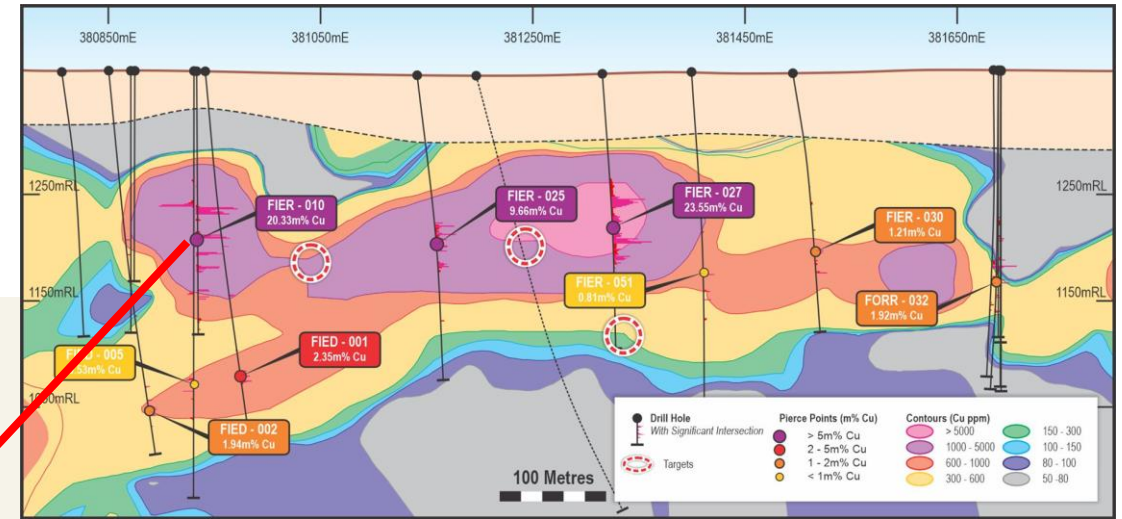 380850mE
381050mE
381250mE
381450mE
381650mE
1250mRL
1250mRL
1150mRL
1150mRL
FIER - 010
20.33m% Cu
FIER - 025
9.66m% Cu
FIER - 027
23.55m% Cu
FIER - 030
1.21m% Cu
FIER - 051
0.81m% Cu
FORR - 032
1.92m% Cu
FIED - 001
2.35m% Cu
- 005
m% Cu
FIED - 002
1.94m% Cu
100 Metres
Drill Hole
With Significant Intersection
Targets
Pierce Points (m% Cu)
> 5m% Cu
2 - 5m% Cu
1 - 2m% Cu
< 1m% Cu
Contours (Cu ppm)
> 5000
1000 - 5000
600 - 1000
300 - 600
150 - 300
100 - 150
80 - 100
50 -80